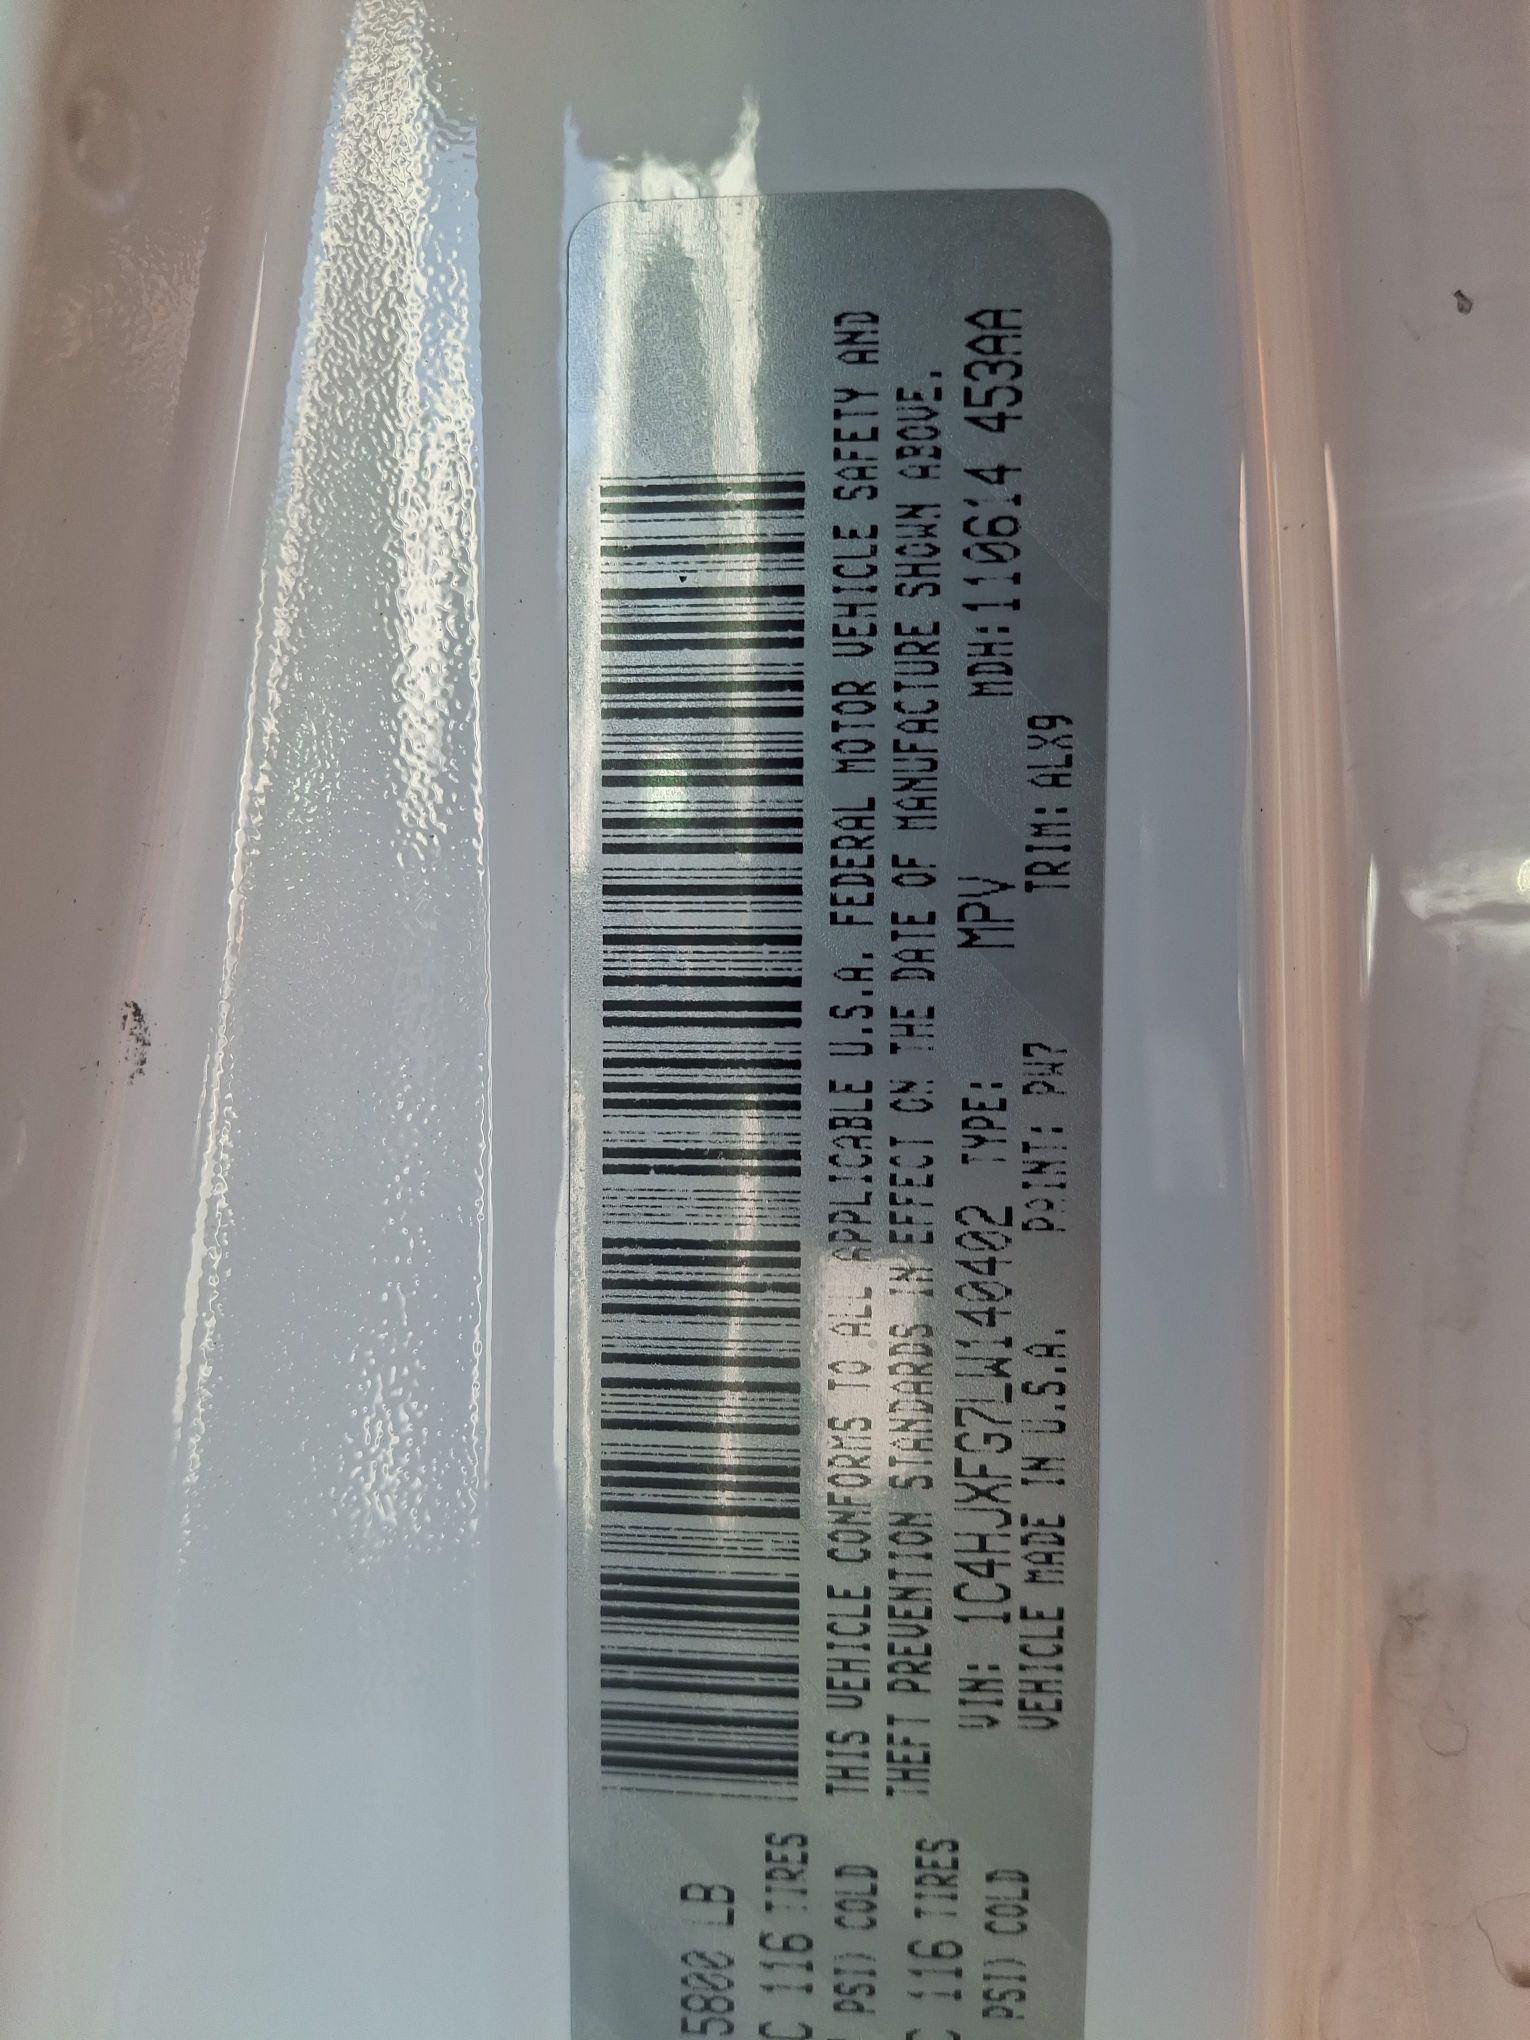 5800 LB
C 116 TIRES
PSI) COLD
C 116 TIRES
PSI) COLD
THIS VEHICLE CONFORMS TO ALL APPLICABLE U.S.A. FEDERAL MOTOR VEHICLE SAFETY AND
THEFT PREVENTION STANDARDS IN EFFECT ON THE DATE OF MANUFACTURE SHOWN ABOVE.
VIN: 1C4HJXFG7LW140402 TYPE: MPV MDH:110614 453AA
VEHICLE MADE IN U.S.A. PAINT: PW7 TRIM: ALX9